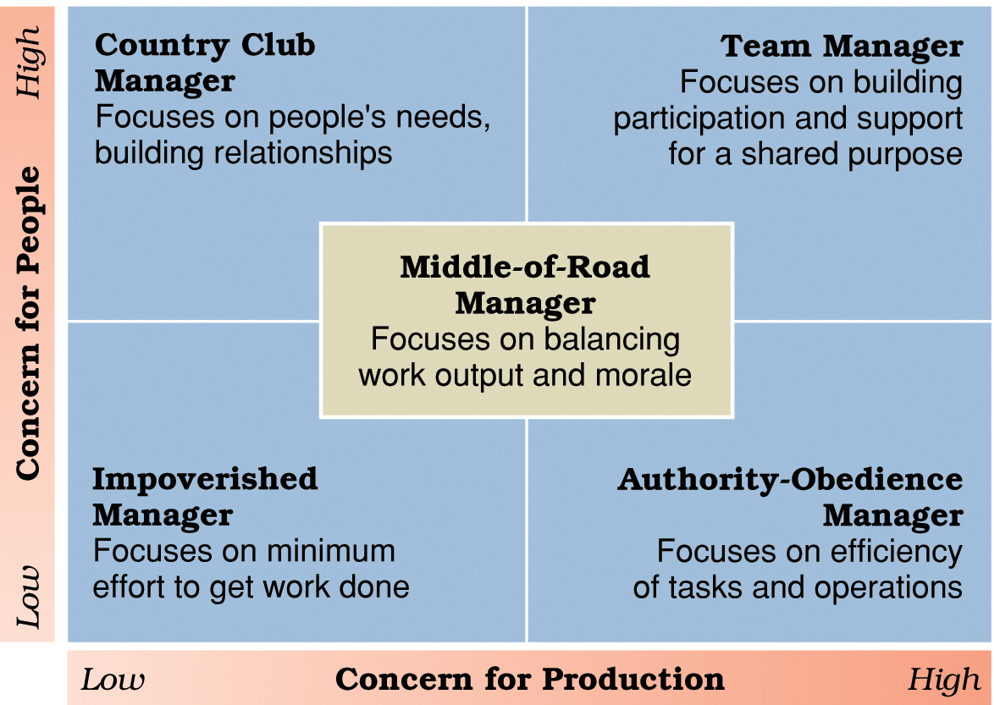 High
Concern for People
Low
Country Club
Manager
Focuses on people's needs,
building relationships
Team Manager
Focuses on building
participation and support
for a shared purpose
Middle-of-Road
Manager
Focuses on balancing
work output and morale
Impoverished
Manager
Focuses on minimum
effort to get work done
Authority-Obedience
Manager
Focuses on efficiency
of tasks and operations
Low
Concern for Production
High